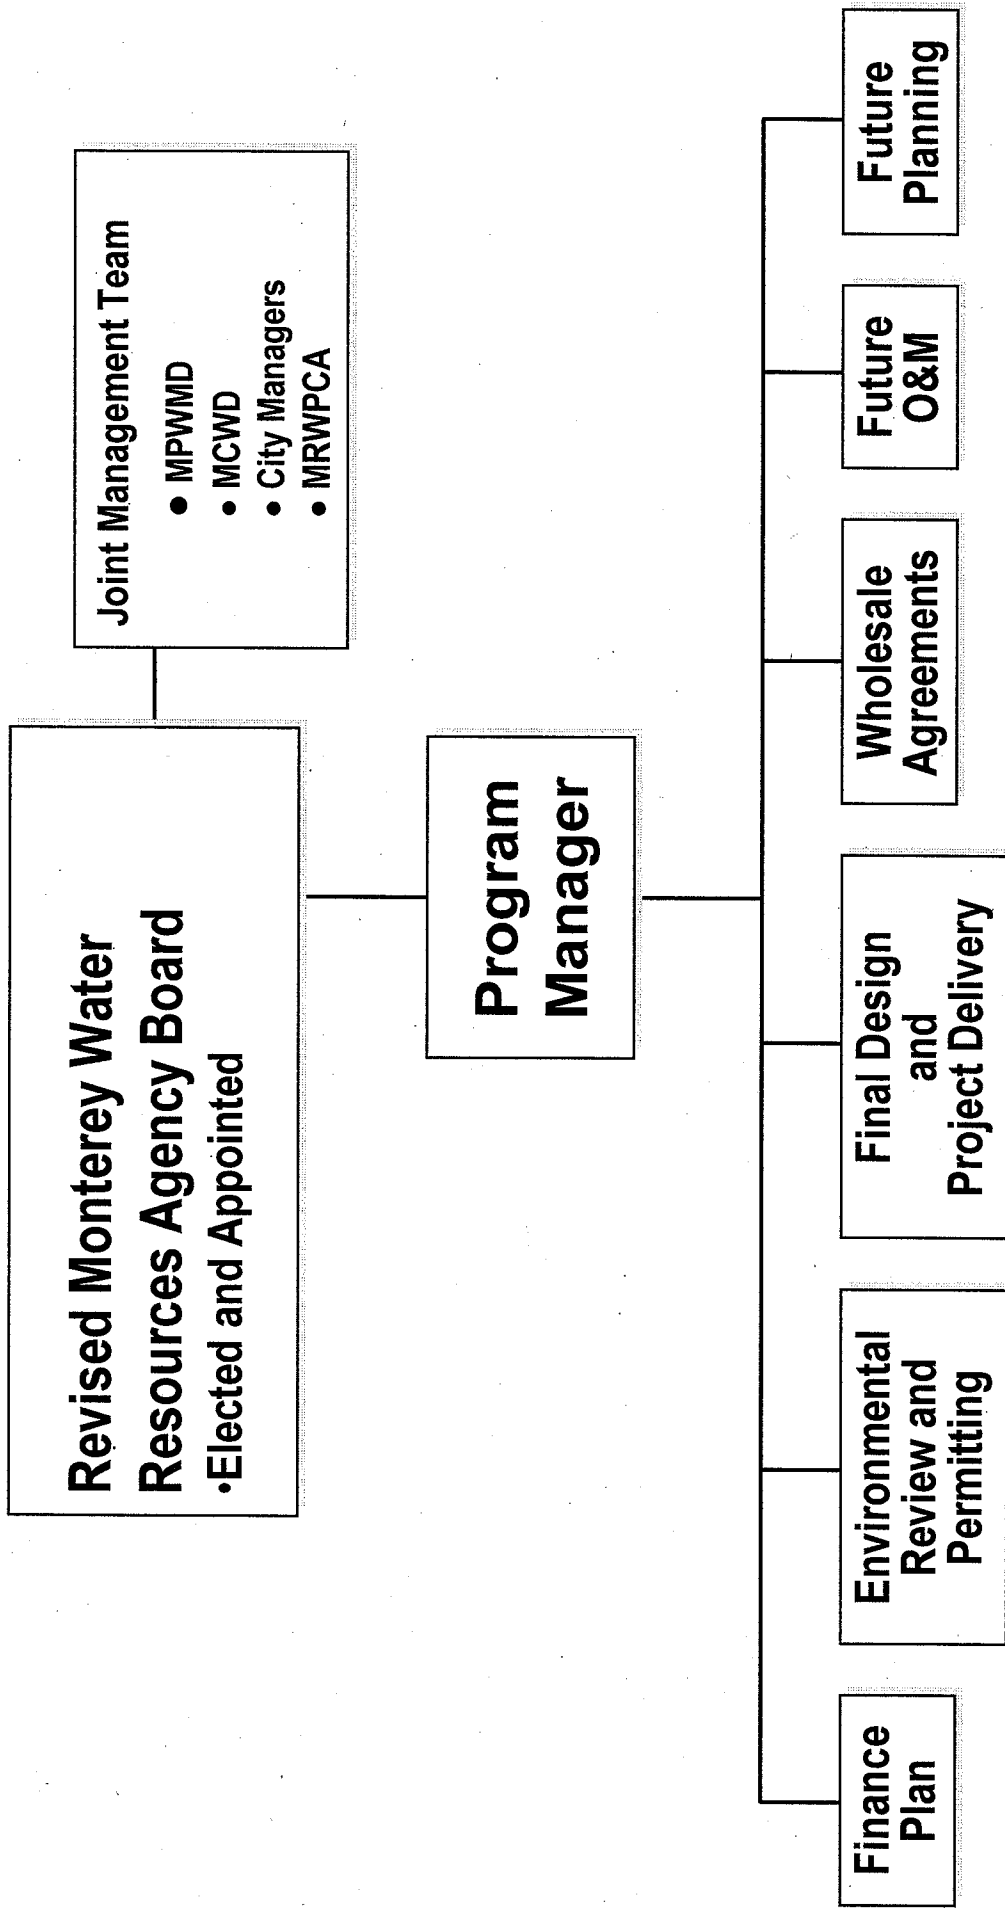 Revised Monterey Water
Resources Agency Board
•Elected and Appointed
Joint Management Team
● MPWMD
● MCWD
● City Managers
● MRWPCA
Program
Manager
Finance
Plan
Environmental
Review and
Permitting
Final Design
and
Project Delivery
Wholesale
Agreements
Future
O&M
Future
Planning